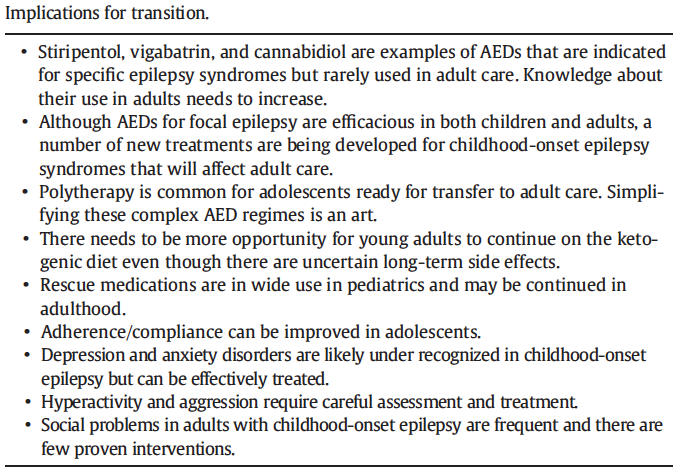 Implications for transition.
• Stiripentol, vigabatrin, and cannabidiol are examples of AEDs that are indicated
for specific epilepsy syndromes but rarely used in adult care. Knowledge about
their use in adults needs to increase.
• Although AEDs for focal epilepsy are efficacious in both children and adults, a
number of new treatments are being developed for childhood-onset epilepsy
syndromes that will affect adult care.
• Polytherapy is common for adolescents ready for transfer to adult care. Simpli-
fying these complex AED regimes is an art.
• There needs to be more opportunity for young adults to continue on the keto-
genic diet even though there are uncertain long-term side effects.
• Rescue medications are in wide use in pediatrics and may be continued in
adulthood.
• Adherence/compliance can be improved in adolescents.
• Depression and anxiety disorders are likely under recognized in childhood-onset
epilepsy but can be effectively treated.
• Hyperactivity and aggression require careful assessment and treatment.
• Social problems in adults with childhood-onset epilepsy are frequent and there are
few proven interventions.